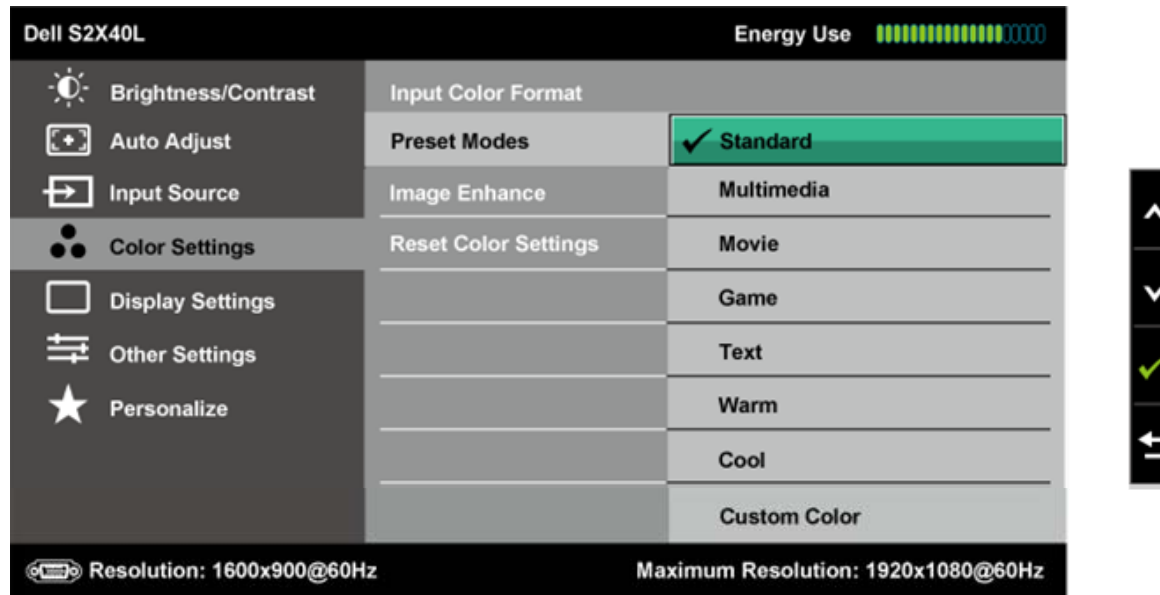 Dell S2X40L Energy Use
Brightness/Contrast Input Color Format
Auto Adjust Preset Modes Standard
Input Source Image Enhance Multimedia
Color Settings Reset Color Settings Movie
Display Settings Game
Other Settings Text
Personalize Warm
Cool
Custom Color
Resolution: 1600x900@60Hz Maximum Resolution: 1920x1080@60Hz